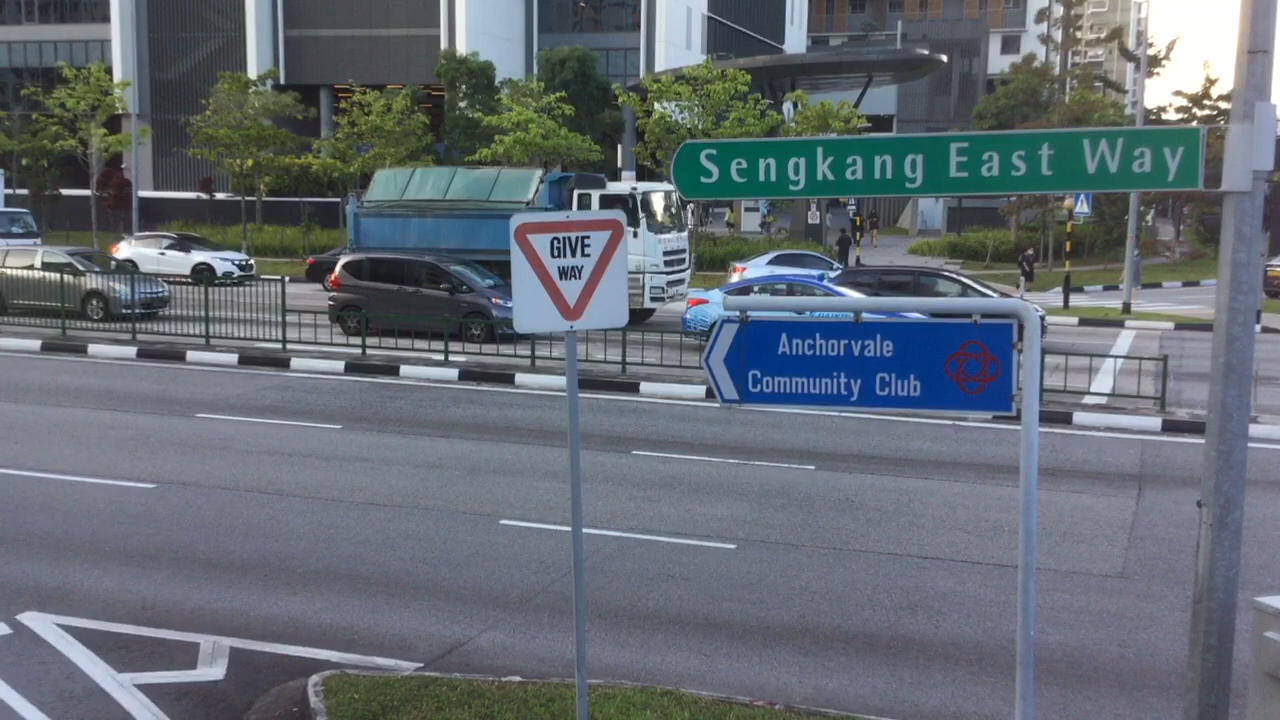 Sengkang East Way
GIVE
WAY
Anchorvale
Community Club